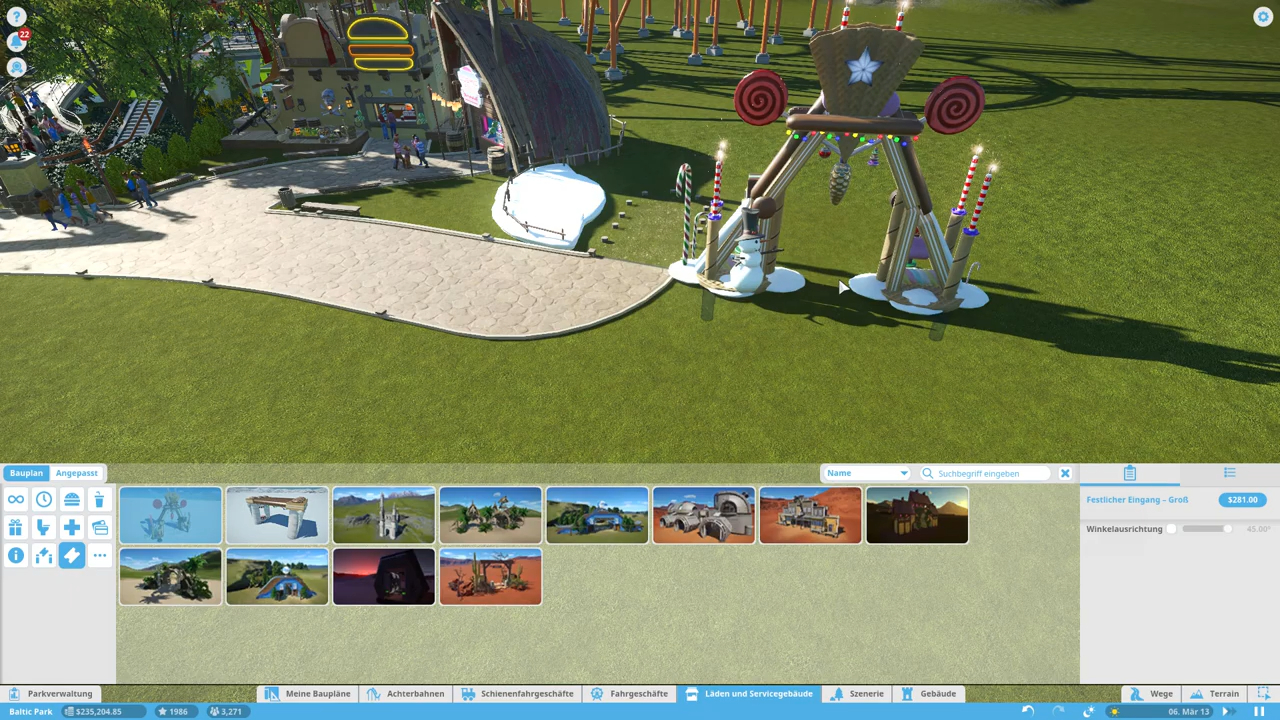 22
Bauplan
Angepasst
Name
Suchbegriff eingeben
Festlicher Eingang – Groß
$281.00
Winkelausrichtung
45.00°
Parkverwaltung
Meine Baupläne
Achterbahnen
Schienenfahrgeschäfte
Fahrgeschäfte
Läden und Servicegebäude
Szenerie
Gebäude
Wege
Terrain
Baltic Park
$235,204.85
1986
3,271
06. Mär 13